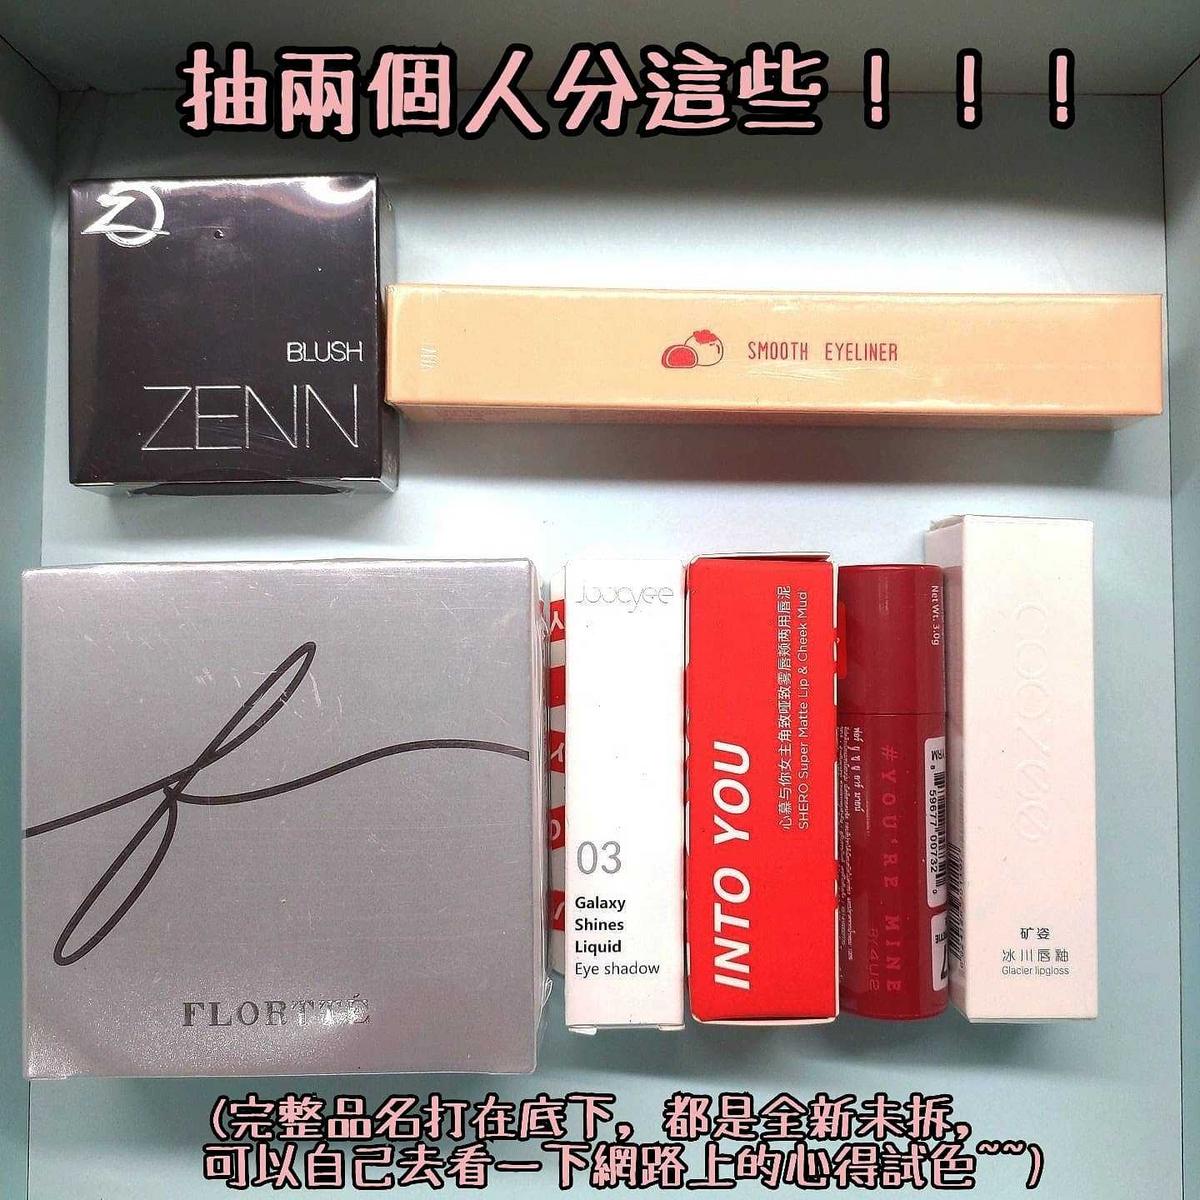 抽兩個人分這些！！！
BLUSH
ZENN
SMOOTH EYELINER
FLORTTÉ
Joocyee
03
Galaxy
Shines
Liquid
Eye shadow
INTO YOU
心慕与你女主角致哑致雾唇颊两用唇泥
SHERO Super Matte Lip & Cheek Mud
Net Wt. 3.0g
#YOU'RE MINE
BY4US
矿姿
冰川唇釉
Glacier lipgloss
(完整品名打在底下，都是全新未拆，
可以自己去看一下網路上的心得試色~~)